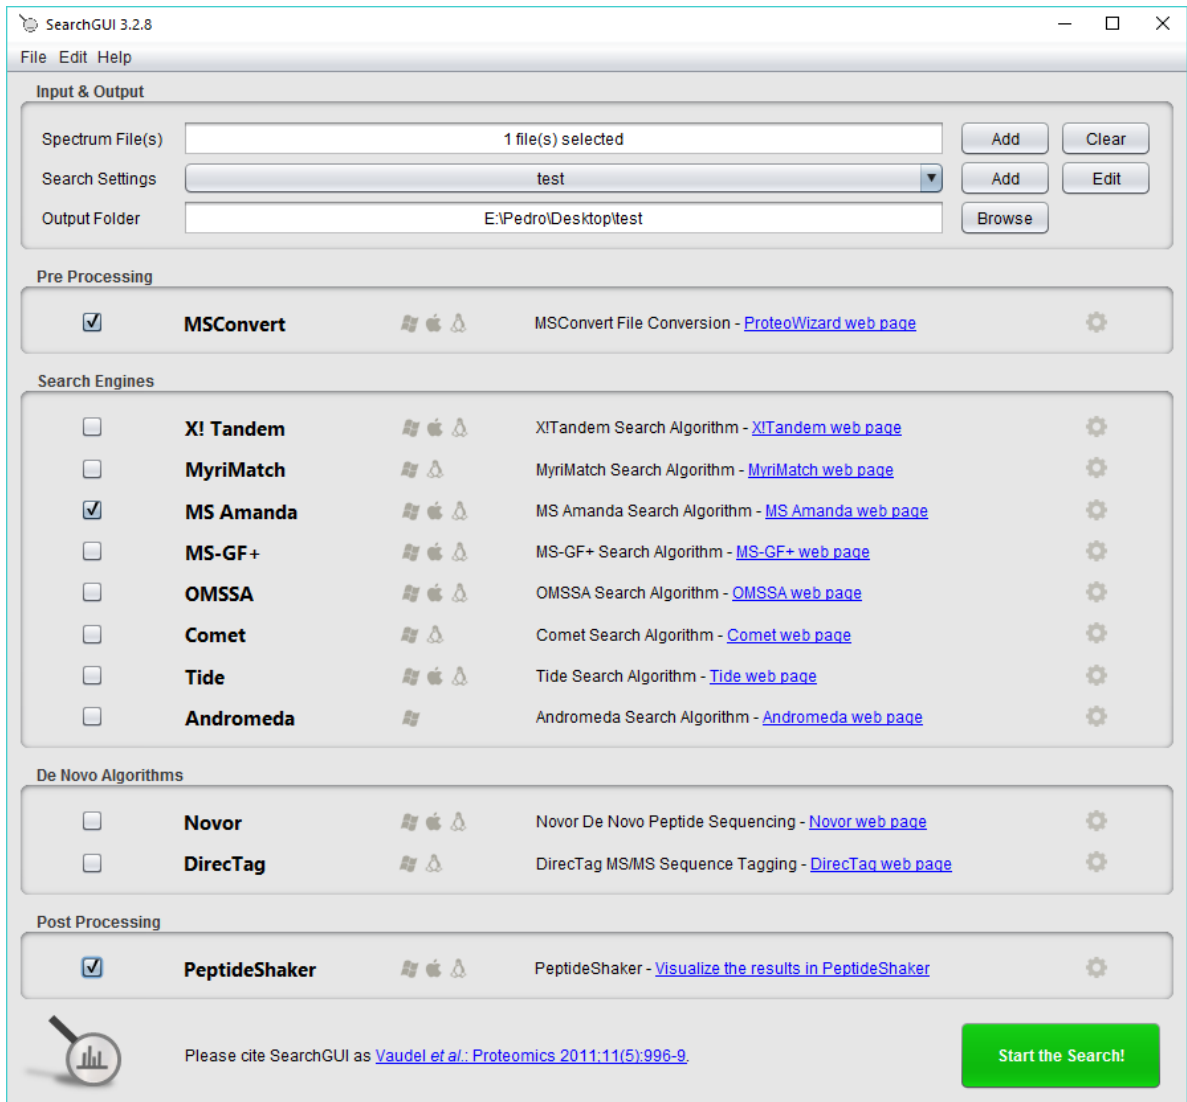 SearchGUI 3.2.8
File Edit Help
Input & Output
Spectrum File(s) 1 file(s) selected Add Clear
Search Settings test Add Edit
Output Folder E:\Pedro\Desktop\test Browse
Pre Processing
MSConvert MSConvert File Conversion - ProteoWizard web page
Search Engines
X! Tandem X!Tandem Search Algorithm - X!Tandem web page
MyriMatch MyriMatch Search Algorithm - MyriMatch web page
MS Amanda MS Amanda Search Algorithm - MS Amanda web page
MS-GF+ MS-GF+ Search Algorithm - MS-GF+ web page
OMSSA OMSSA Search Algorithm - OMSSA web page
Comet Comet Search Algorithm - Comet web page
Tide Tide Search Algorithm - Tide web page
Andromeda Andromeda Search Algorithm - Andromeda web page
De Novo Algorithms
Novor Novor De Novo Peptide Sequencing - Novor web page
DirecTag DirecTag MS/MS Sequence Tagging - DirecTag web page
Post Processing
PeptideShaker PeptideShaker - Visualize the results in PeptideShaker
Please cite SearchGUI as Vaudel et al.: Proteomics 2011;11(5):996-9. Start the Search!